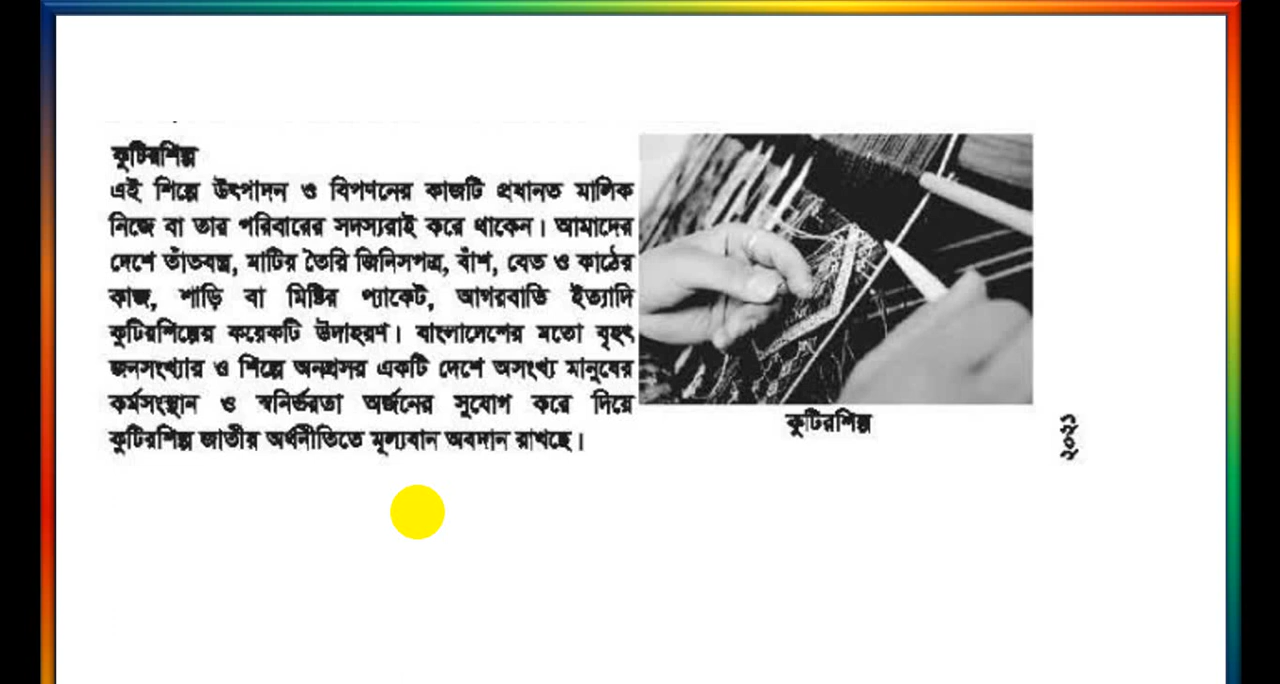 কুটিরশিল্প
এই শিল্পে উৎপাদন ও বিপণনের কাজটি প্রধানত মালিক
নিজে বা তার পরিবারের সদস্যরাই করে থাকেন। আমাদের
দেশে তাঁতবস্ত্র, মাটির তৈরি জিনিসপত্র, বাঁশ, বেত ও কাঠের
কাজ, শাড়ি বা মিষ্টির প্যাকেট, আগরবাতি ইত্যাদি
কুটিরশিল্পের কয়েকটি উদাহরণ। বাংলাদেশের মতো বৃহৎ
জনসংখ্যার ও শিল্পে অনগ্রসর একটি দেশে অসংখ্য মানুষের
কর্মসংস্থান ও স্বনির্ভরতা অর্জনের সুযোগ করে দিয়ে
কুটিরশিল্প জাতীয় অর্থনীতিতে মূল্যবান অবদান রাখছে।
কুটিরশিল্প
২০২১